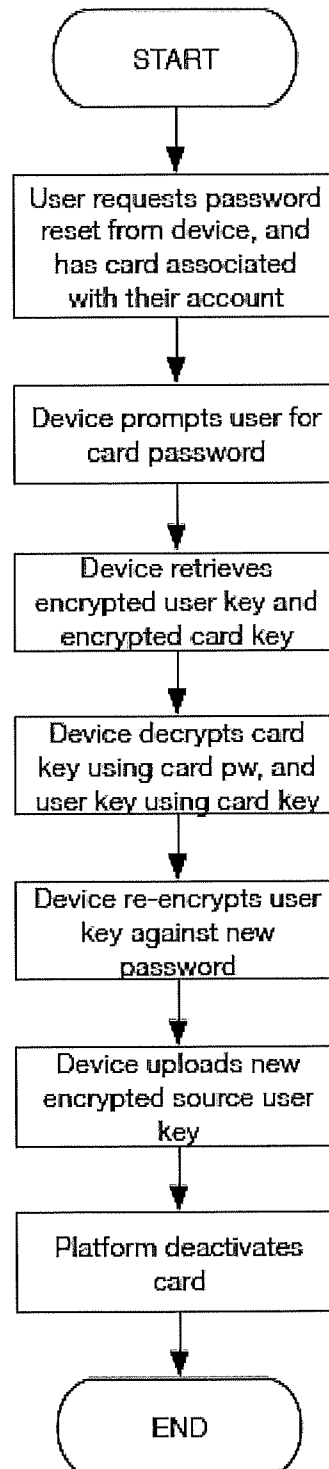 START
User requests password
reset from device, and
has card associated
with their account
Device prompts user for
card password
Device retrieves
encrypted user key and
encrypted card key
Device decrypts card
key using card pw, and
user key using card key
Device re-encrypts user
key against new
password
Device uploads new
encrypted source user
key
Platform deactivates
card
END